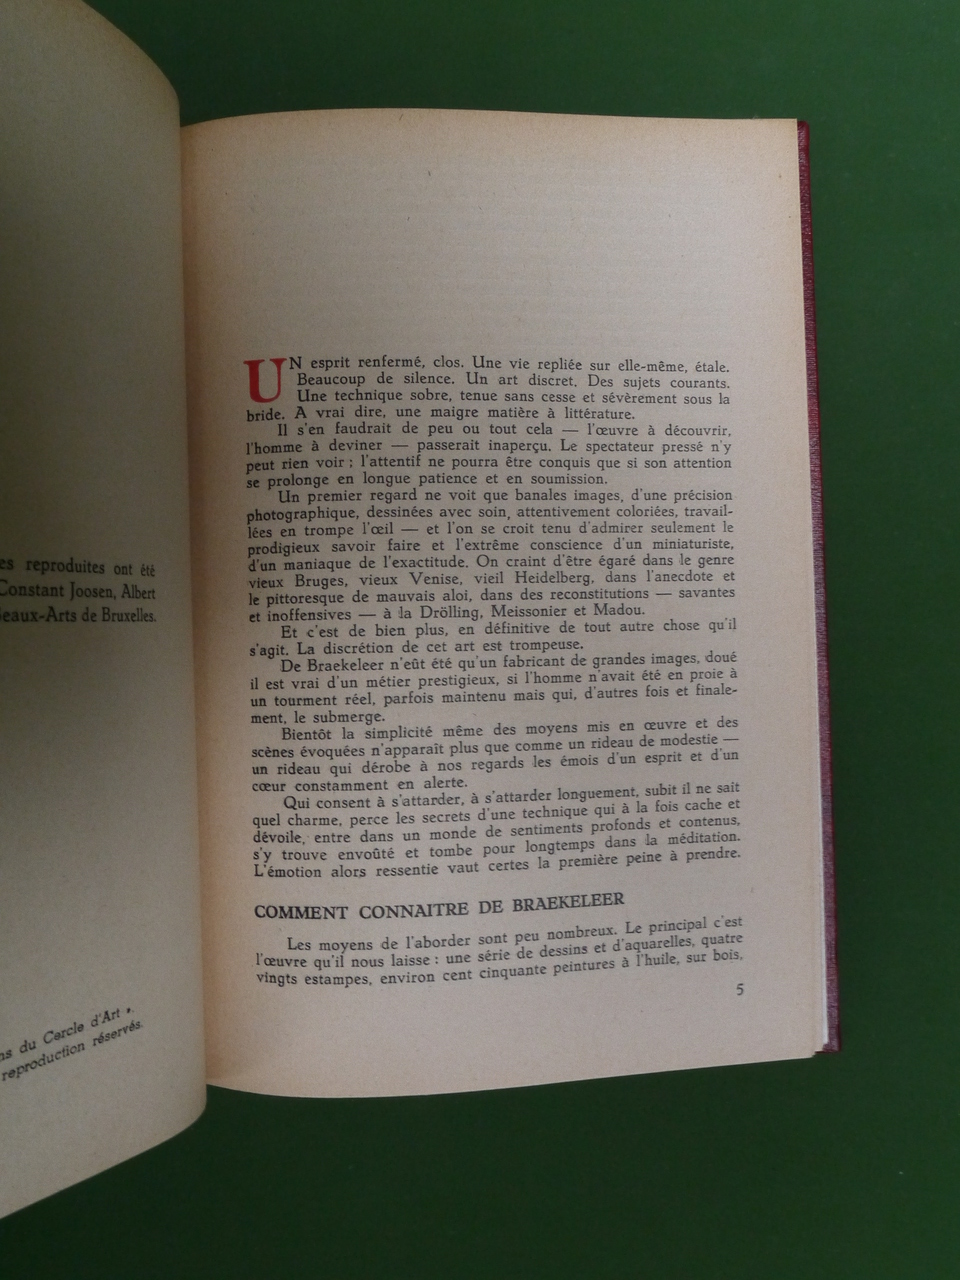 es reproduites ont été
Constant Joosen, Albert
eaux-Arts de Bruxelles.
ns du Cercle d'Art ».
reproduction réservés.
UN esprit renfermé, clos. Une vie repliée sur elle-même, étale.
Beaucoup de silence. Un art discret. Des sujets courants.
Une technique sobre, tenue sans cesse et sévèrement sous la
bride. A vrai dire, une maigre matière à littérature.
Il s'en faudrait de peu ou tout cela — l'œuvre à découvrir,
l'homme à deviner — passerait inaperçu. Le spectateur pressé n'y
peut rien voir ; l'attentif ne pourra être conquis que si son attention
se prolonge en longue patience et en soumission.
Un premier regard ne voit que banales images, d'une précision
photographique, dessinées avec soin, attentivement coloriées, travail-
lées en trompe l'œil — et l'on se croit tenu d'admirer seulement le
prodigieux savoir faire et l'extrême conscience d'un miniaturiste,
d'un maniaque de l'exactitude. On craint d'être égaré dans le genre
vieux Bruges, vieux Venise, vieil Heidelberg, dans l'anecdote et
le pittoresque de mauvais aloi, dans des reconstitutions — savantes
et inoffensives — à la Drölling, Meissonier et Madou.
Et c'est de bien plus, en définitive de tout autre chose qu'il
s'agit. La discrétion de cet art est trompeuse.
De Braekeleer n'eût été qu'un fabricant de grandes images, doué
il est vrai d'un métier prestigieux, si l'homme n'avait été en proie à
un tourment réel, parfois maintenu mais qui, d'autres fois et finale-
ment, le submerge.
Bientôt la simplicité même des moyens mis en œuvre et des
scènes évoquées n'apparaît plus que comme un rideau de modestie —
un rideau qui dérobe à nos regards les émois d'un esprit et d'un
cœur constamment en alerte.
Qui consent à s'attarder, à s'attarder longuement, subit il ne sait
quel charme, perce les secrets d'une technique qui à la fois cache et
dévoile, entre dans un monde de sentiments profonds et contenus,
s'y trouve envoûté et tombe pour longtemps dans la méditation.
L'émotion alors ressentie vaut certes la première peine à prendre.
COMMENT CONNAITRE DE BRAEKELEER
Les moyens de l'aborder sont peu nombreux. Le principal c'est
l'œuvre qu'il nous laisse : une série de dessins et d'aquarelles, quatre
vingts estampes, environ cent cinquante peintures à l'huile, sur bois,
5